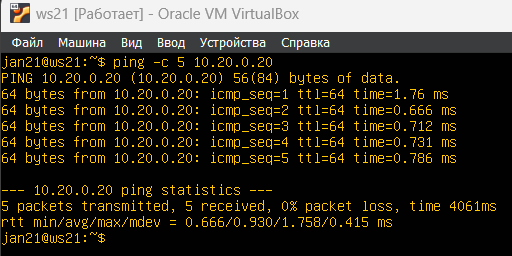 ws21 [Работает] - Oracle VM VirtualBox
Файл Машина Вид Ввод Устройства Справка
jan21@ws21:~$ ping -c 5 10.20.0.20
PING 10.20.0.20 (10.20.0.20) 56(84) bytes of data.
64 bytes from 10.20.0.20: icmp_seq=1 ttl=64 time=1.76 ms
64 bytes from 10.20.0.20: icmp_seq=2 ttl=64 time=0.666 ms
64 bytes from 10.20.0.20: icmp_seq=3 ttl=64 time=0.712 ms
64 bytes from 10.20.0.20: icmp_seq=4 ttl=64 time=0.731 ms
64 bytes from 10.20.0.20: icmp_seq=5 ttl=64 time=0.786 ms
--- 10.20.0.20 ping statistics ---
5 packets transmitted, 5 received, 0% packet loss, time 4061ms
rtt min/avg/max/mdev = 0.666/0.930/1.758/0.415 ms
jan21@ws21:~$